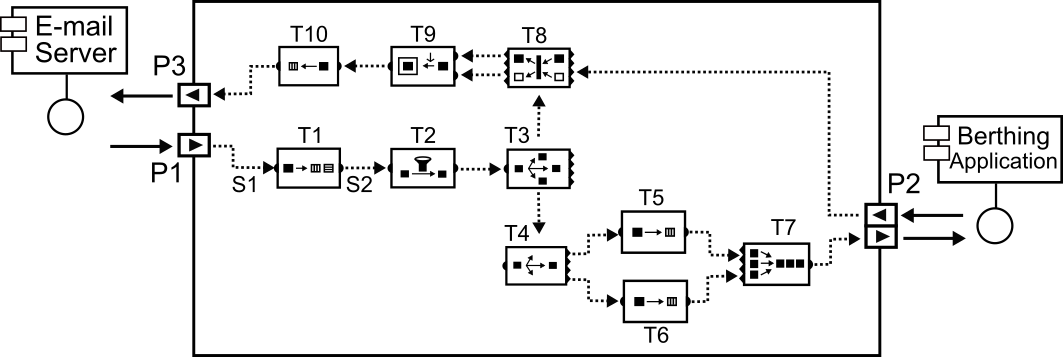 E-mail
Server
P3
P1
T10
T9
T8
T1
S1
S2
T2
T3
T4
T5
T6
T7
P2
Berthing
Application